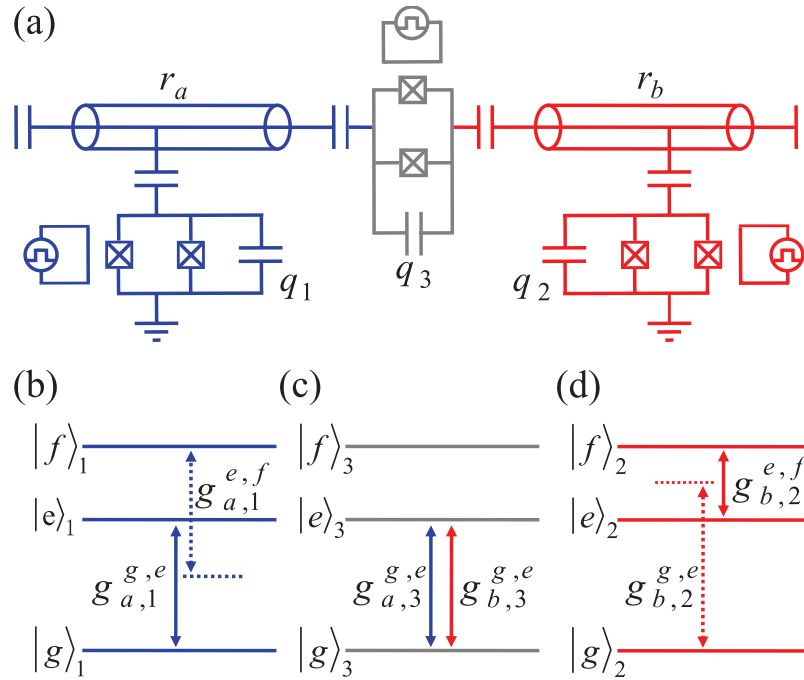 (a)
r_a
r_b
q_1
q_3
q_2
(b)
(c)
(d)
|f⟩_1
g_{a,1}^{e,f}
|e⟩_1
g_{a,1}^{g,e}
|g⟩_1
|f⟩_3
|e⟩_3
g_{a,3}^{g,e} g_{b,3}^{g,e}
|g⟩_3
|f⟩_2
g_{b,2}^{e,f}
|e⟩_2
g_{b,2}^{g,e}
|g⟩_2